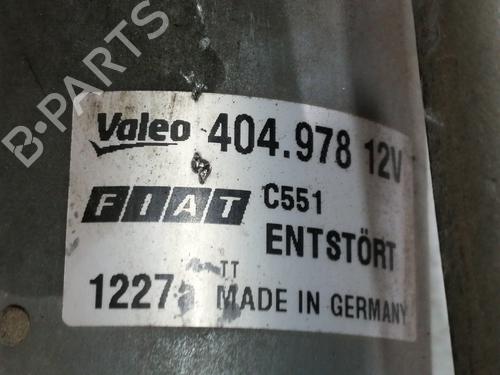 B-PARTS
Valeo 404.978 12V
FIAT C551
ENTSTÖRT
TT
1227 MADE IN GERMANY